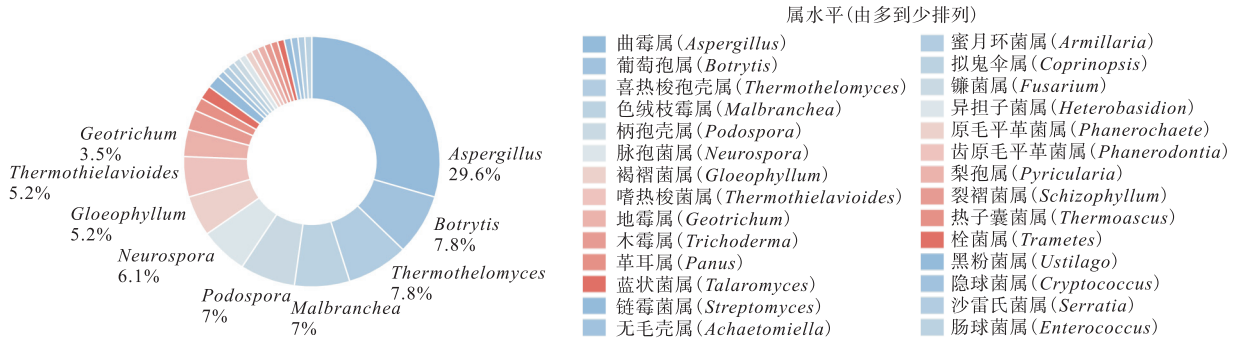 属水平(由多到少排列)
Geotrichum
3.5%
Thermothielavioides
5.2%
Gloeophyllum
5.2%
Neurospora
6.1%
Podospora
7%
Malbranchea
7%
Aspergillus
29.6%
Botrytis
7.8%
Thermothelomyces
7.8%
曲霉属(Aspergillus)
葡萄孢属(Botrytis)
喜热梭孢壳属(Thermothelomyces)
色绒枝霉属(Malbranchea)
柄孢壳属(Podospora)
脉孢菌属(Neurospora)
褐褶菌属(Gloeophyllum)
嗜热梭菌属(Thermothielavioides)
地霉属(Geotrichum)
木霉属(Trichoderma)
革耳属(Panus)
蓝状菌属(Talaromyces)
链霉菌属(Streptomyces)
无毛壳属(Achaetomiella)
蜜月环菌属(Armillaria)
拟鬼伞属(Coprinopsis)
镰菌属(Fusarium)
异担子菌属(Heterobasidion)
原毛平革菌属(Phanerochaete)
齿原毛平革菌属(Phanerodontia)
梨孢属(Pyricularia)
裂褶菌属(Schizophyllum)
热子囊菌属(Thermoascus)
栓菌属(Trametes)
黑粉菌属(Ustilago)
隐球菌属(Cryptococcus)
沙雷氏菌属(Serratia)
肠球菌属(Enterococcus)